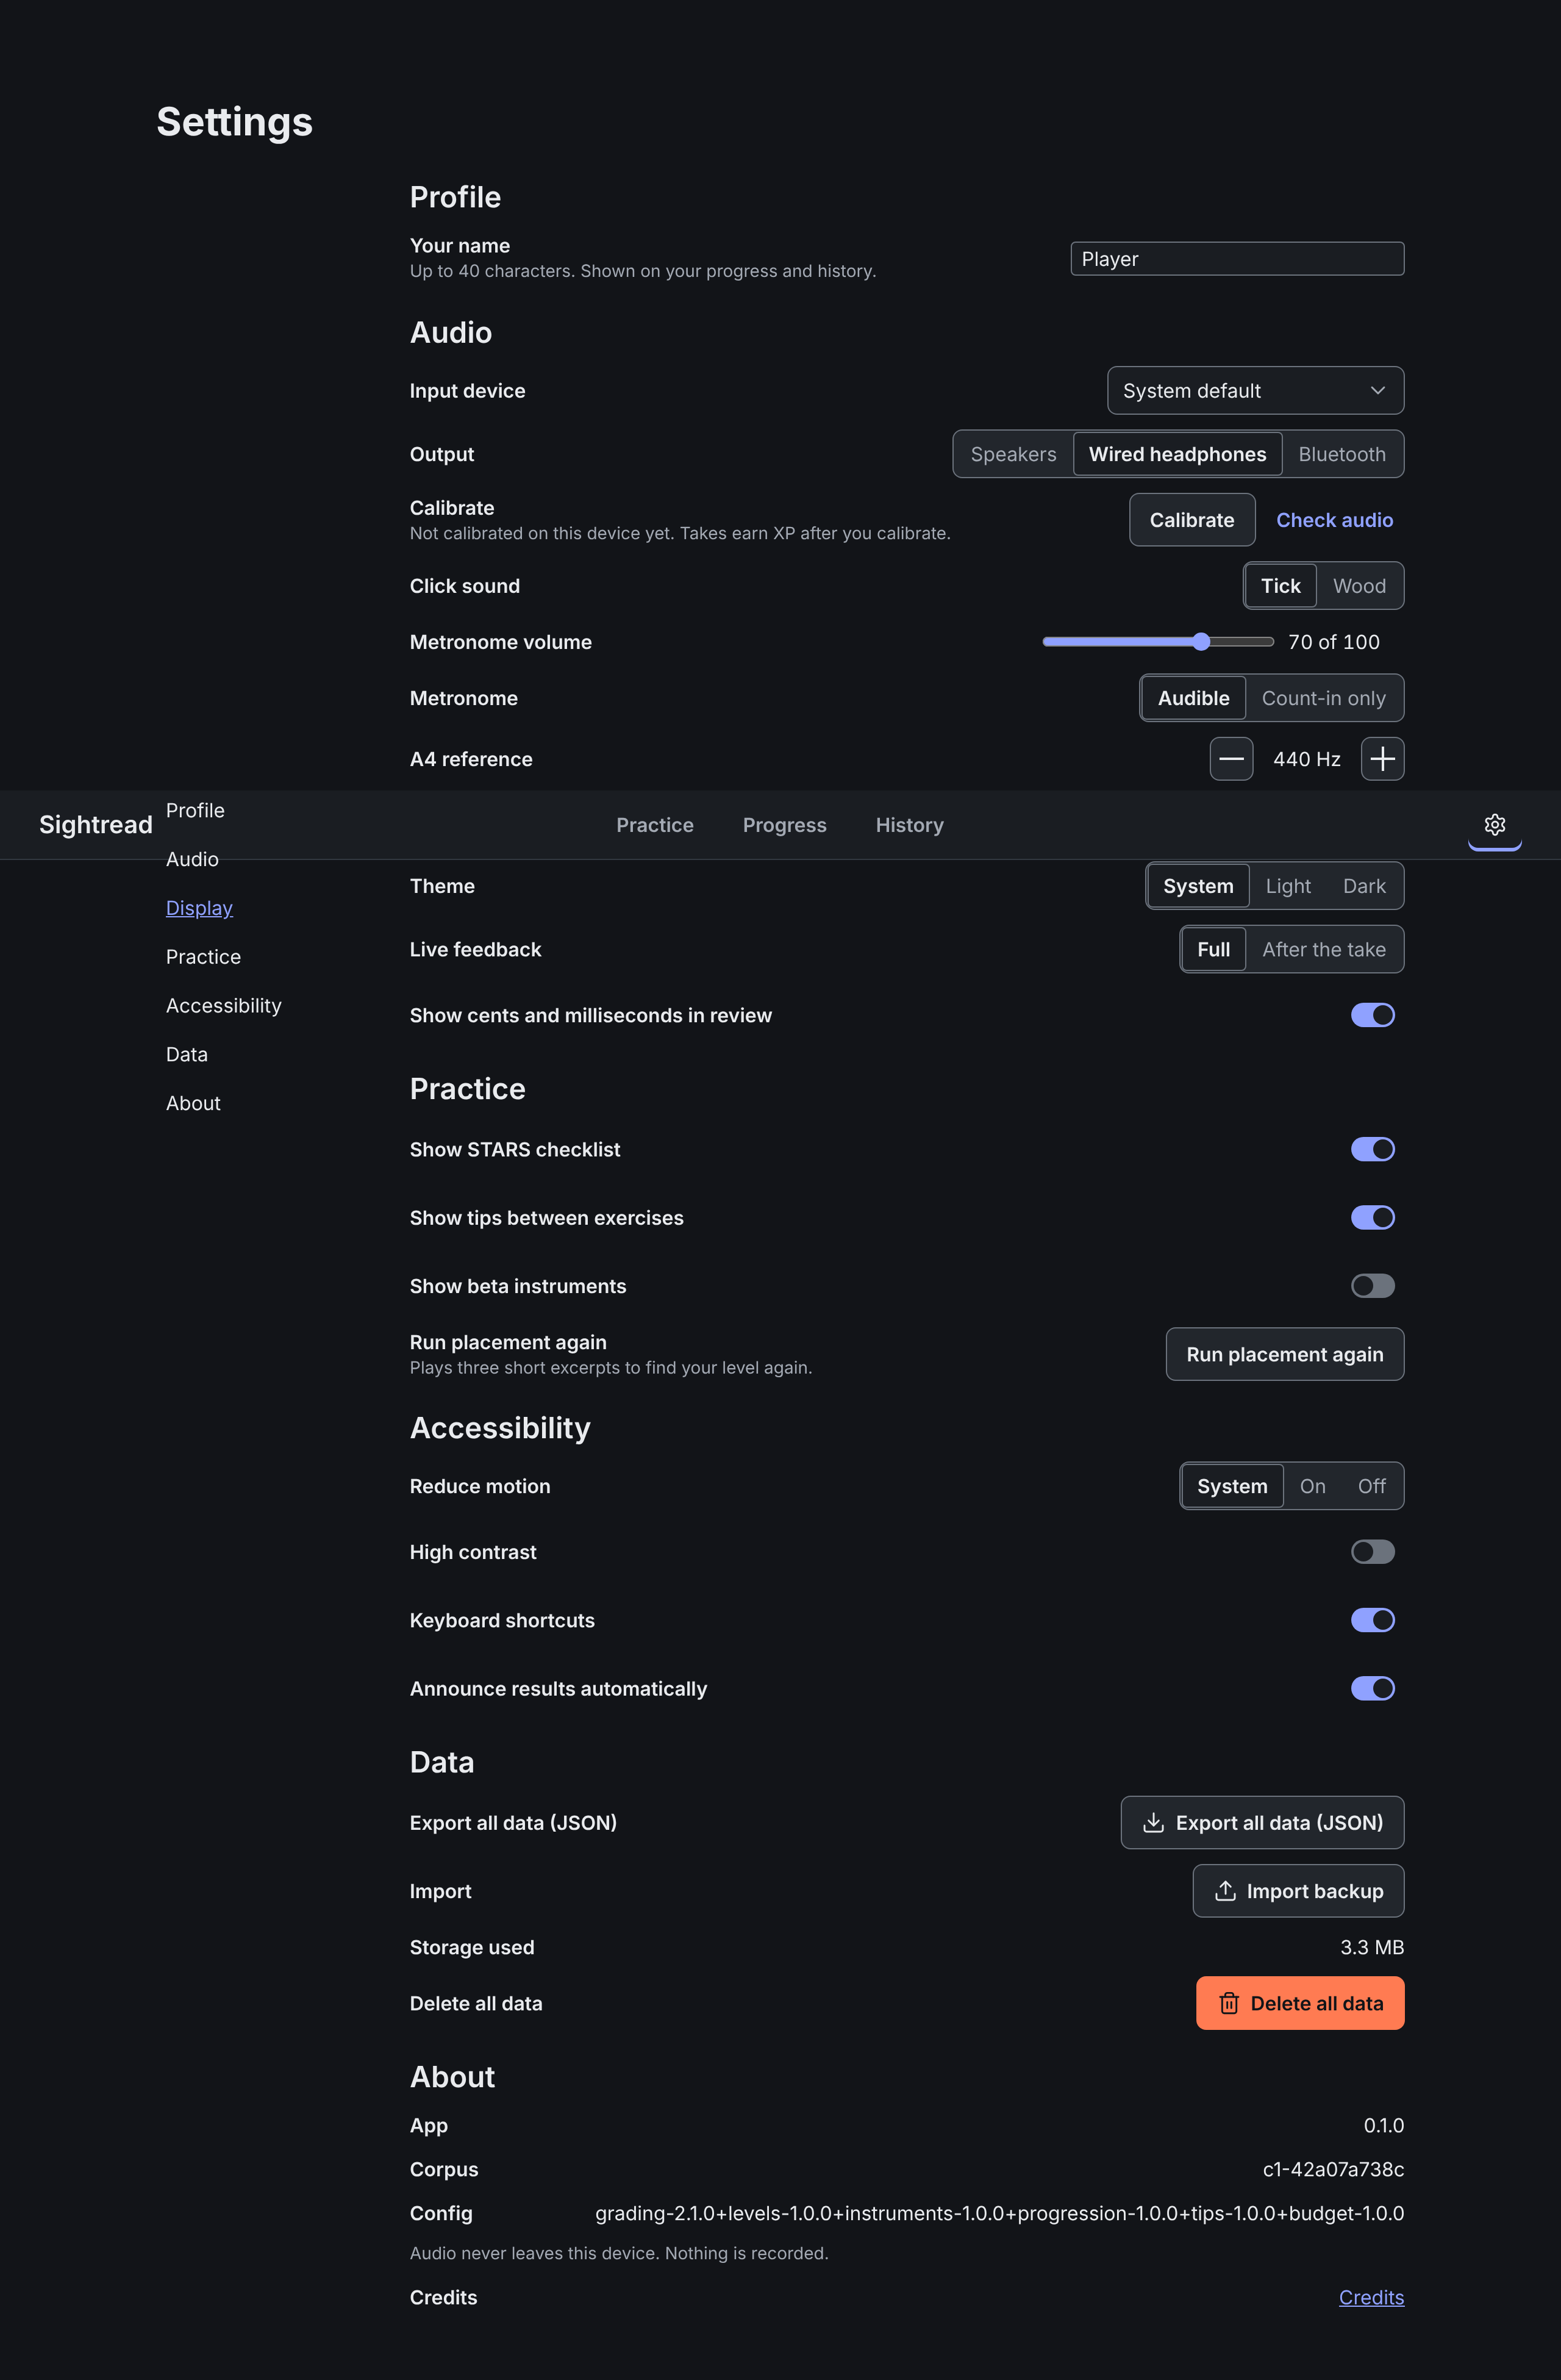 Settings
Profile
Your name
Up to 40 characters. Shown on your progress and history.
Player
Audio
Input device
System default
Output
Speakers Wired headphones Bluetooth
Calibrate
Not calibrated on this device yet. Takes earn XP after you calibrate.
Calibrate Check audio
Click sound
Tick Wood
Metronome volume
70 of 100
Metronome
Audible Count-in only
A4 reference
440 Hz
Sightread
Practice Progress History
Profile
Audio
Display
Practice
Accessibility
Data
About
Theme
System Light Dark
Live feedback
Full After the take
Show cents and milliseconds in review
Practice
Show STARS checklist
Show tips between exercises
Show beta instruments
Run placement again
Plays three short excerpts to find your level again.
Run placement again
Accessibility
Reduce motion
System On Off
High contrast
Keyboard shortcuts
Announce results automatically
Data
Export all data (JSON)
Export all data (JSON)
Import
Import backup
Storage used
3.3 MB
Delete all data
Delete all data
About
App
0.1.0
Corpus
c1-42a07a738c
Config
grading-2.1.0+levels-1.0.0+instruments-1.0.0+progression-1.0.0+tips-1.0.0+budget-1.0.0
Audio never leaves this device. Nothing is recorded.
Credits
Credits